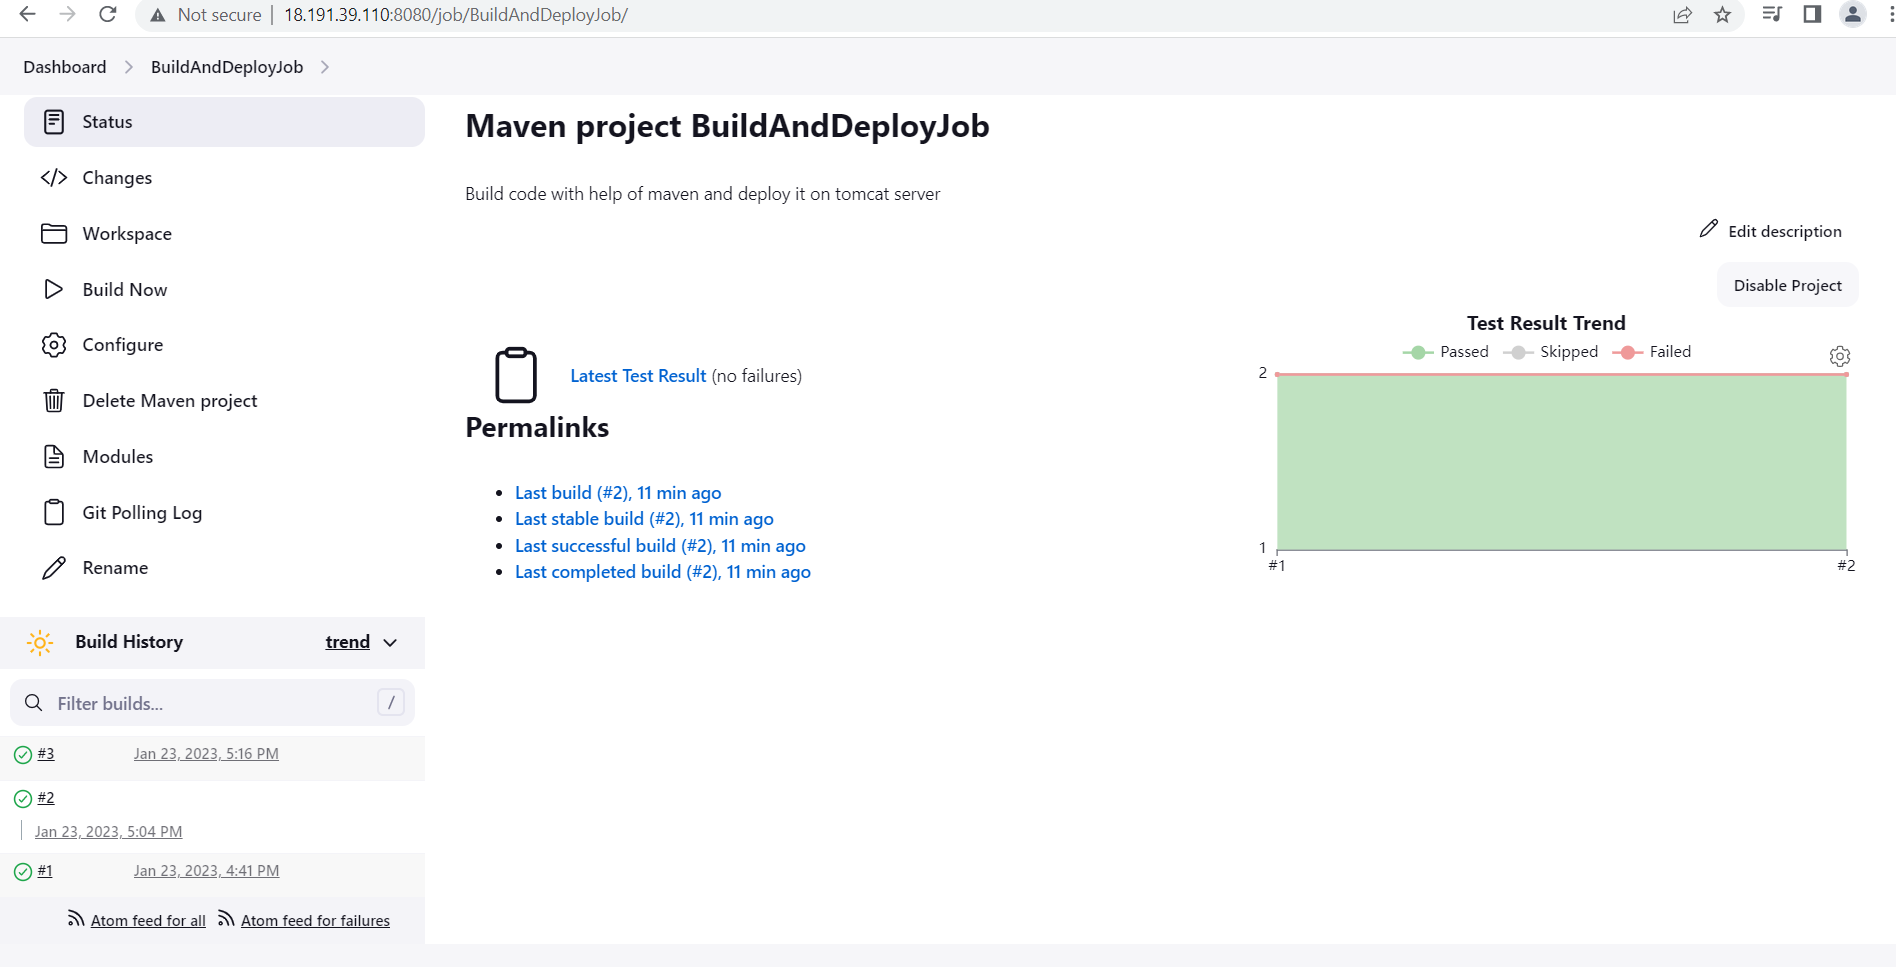 Not secure | 18.191.39.110:8080/job/BuildAndDeployJob/
Dashboard > BuildAndDeployJob >
Status
Changes
Workspace
Build Now
Configure
Delete Maven project
Modules
Git Polling Log
Rename
Build History trend
Filter builds... /
#3 Jan 23, 2023, 5:16 PM
#2
Jan 23, 2023, 5:04 PM
#1 Jan 23, 2023, 4:41 PM
Atom feed for all Atom feed for failures
Maven project BuildAndDeployJob
Build code with help of maven and deploy it on tomcat server
Edit description
Disable Project
Latest Test Result (no failures)
Permalinks
Last build (#2), 11 min ago
Last stable build (#2), 11 min ago
Last successful build (#2), 11 min ago
Last completed build (#2), 11 min ago
Test Result Trend
Passed Skipped Failed
2
1
#1 #2